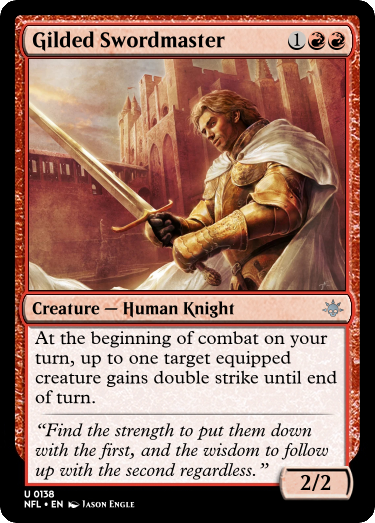 Gilded Swordmaster 1
Creature — Human Knight
At the beginning of combat on your
turn, up to one target equipped
creature gains double strike until end
of turn.
“Find the strength to put them down
with the first, and the wisdom to follow
up with the second regardless.”
2/2
U 0138
NFL • EN Jason Engle